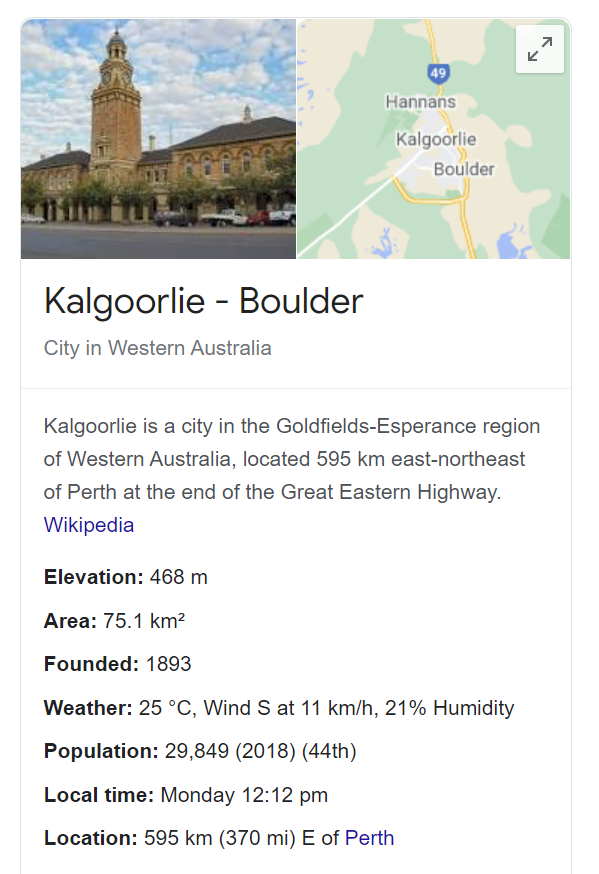 49
Hannans
Kalgoorlie
Boulder
Kalgoorlie - Boulder
City in Western Australia
Kalgoorlie is a city in the Goldfields-Esperance region
of Western Australia, located 595 km east-northeast
of Perth at the end of the Great Eastern Highway.
Wikipedia
Elevation: 468 m
Area: 75.1 km²
Founded: 1893
Weather: 25 °C, Wind S at 11 km/h, 21% Humidity
Population: 29,849 (2018) (44th)
Local time: Monday 12:12 pm
Location: 595 km (370 mi) E of Perth